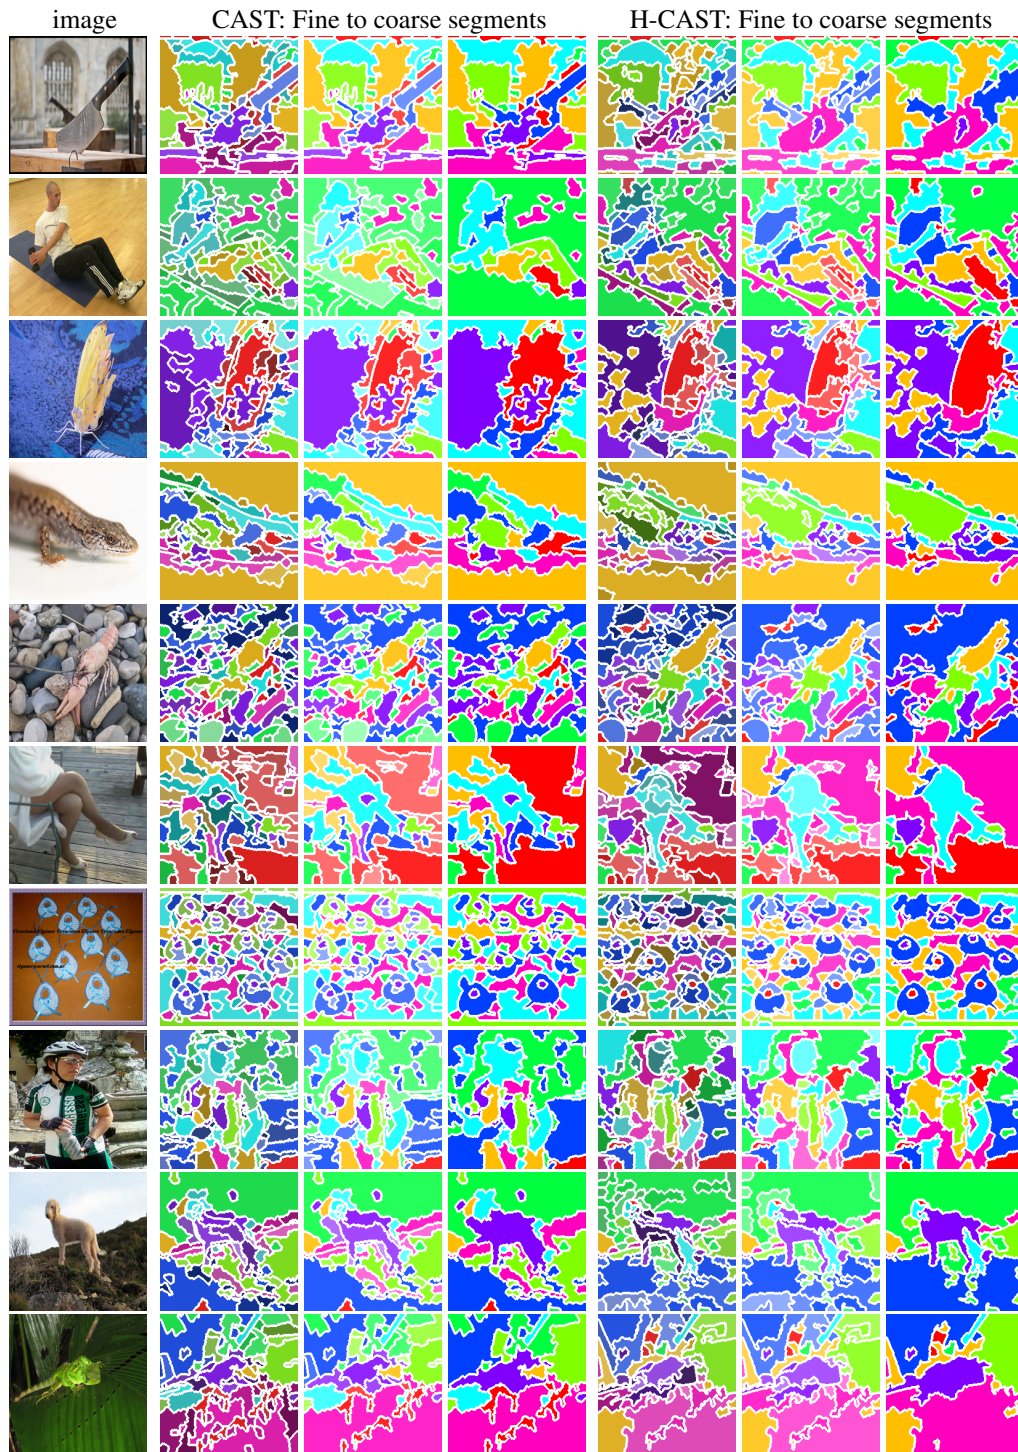 image
CAST: Fine to coarse segments
H-CAST: Fine to coarse segments